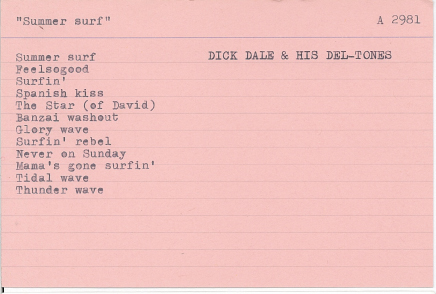 "Summer surf" A 2981
Summer surf DICK DALE & HIS DEL-TONES
Feelsogood
Surfin'
Spanish kiss
The Star (of David)
Banzai washout
Glory wave
Surfin' rebel
Never on Sunday
Mama's gone surfin'
Tidal wave
Thunder wave